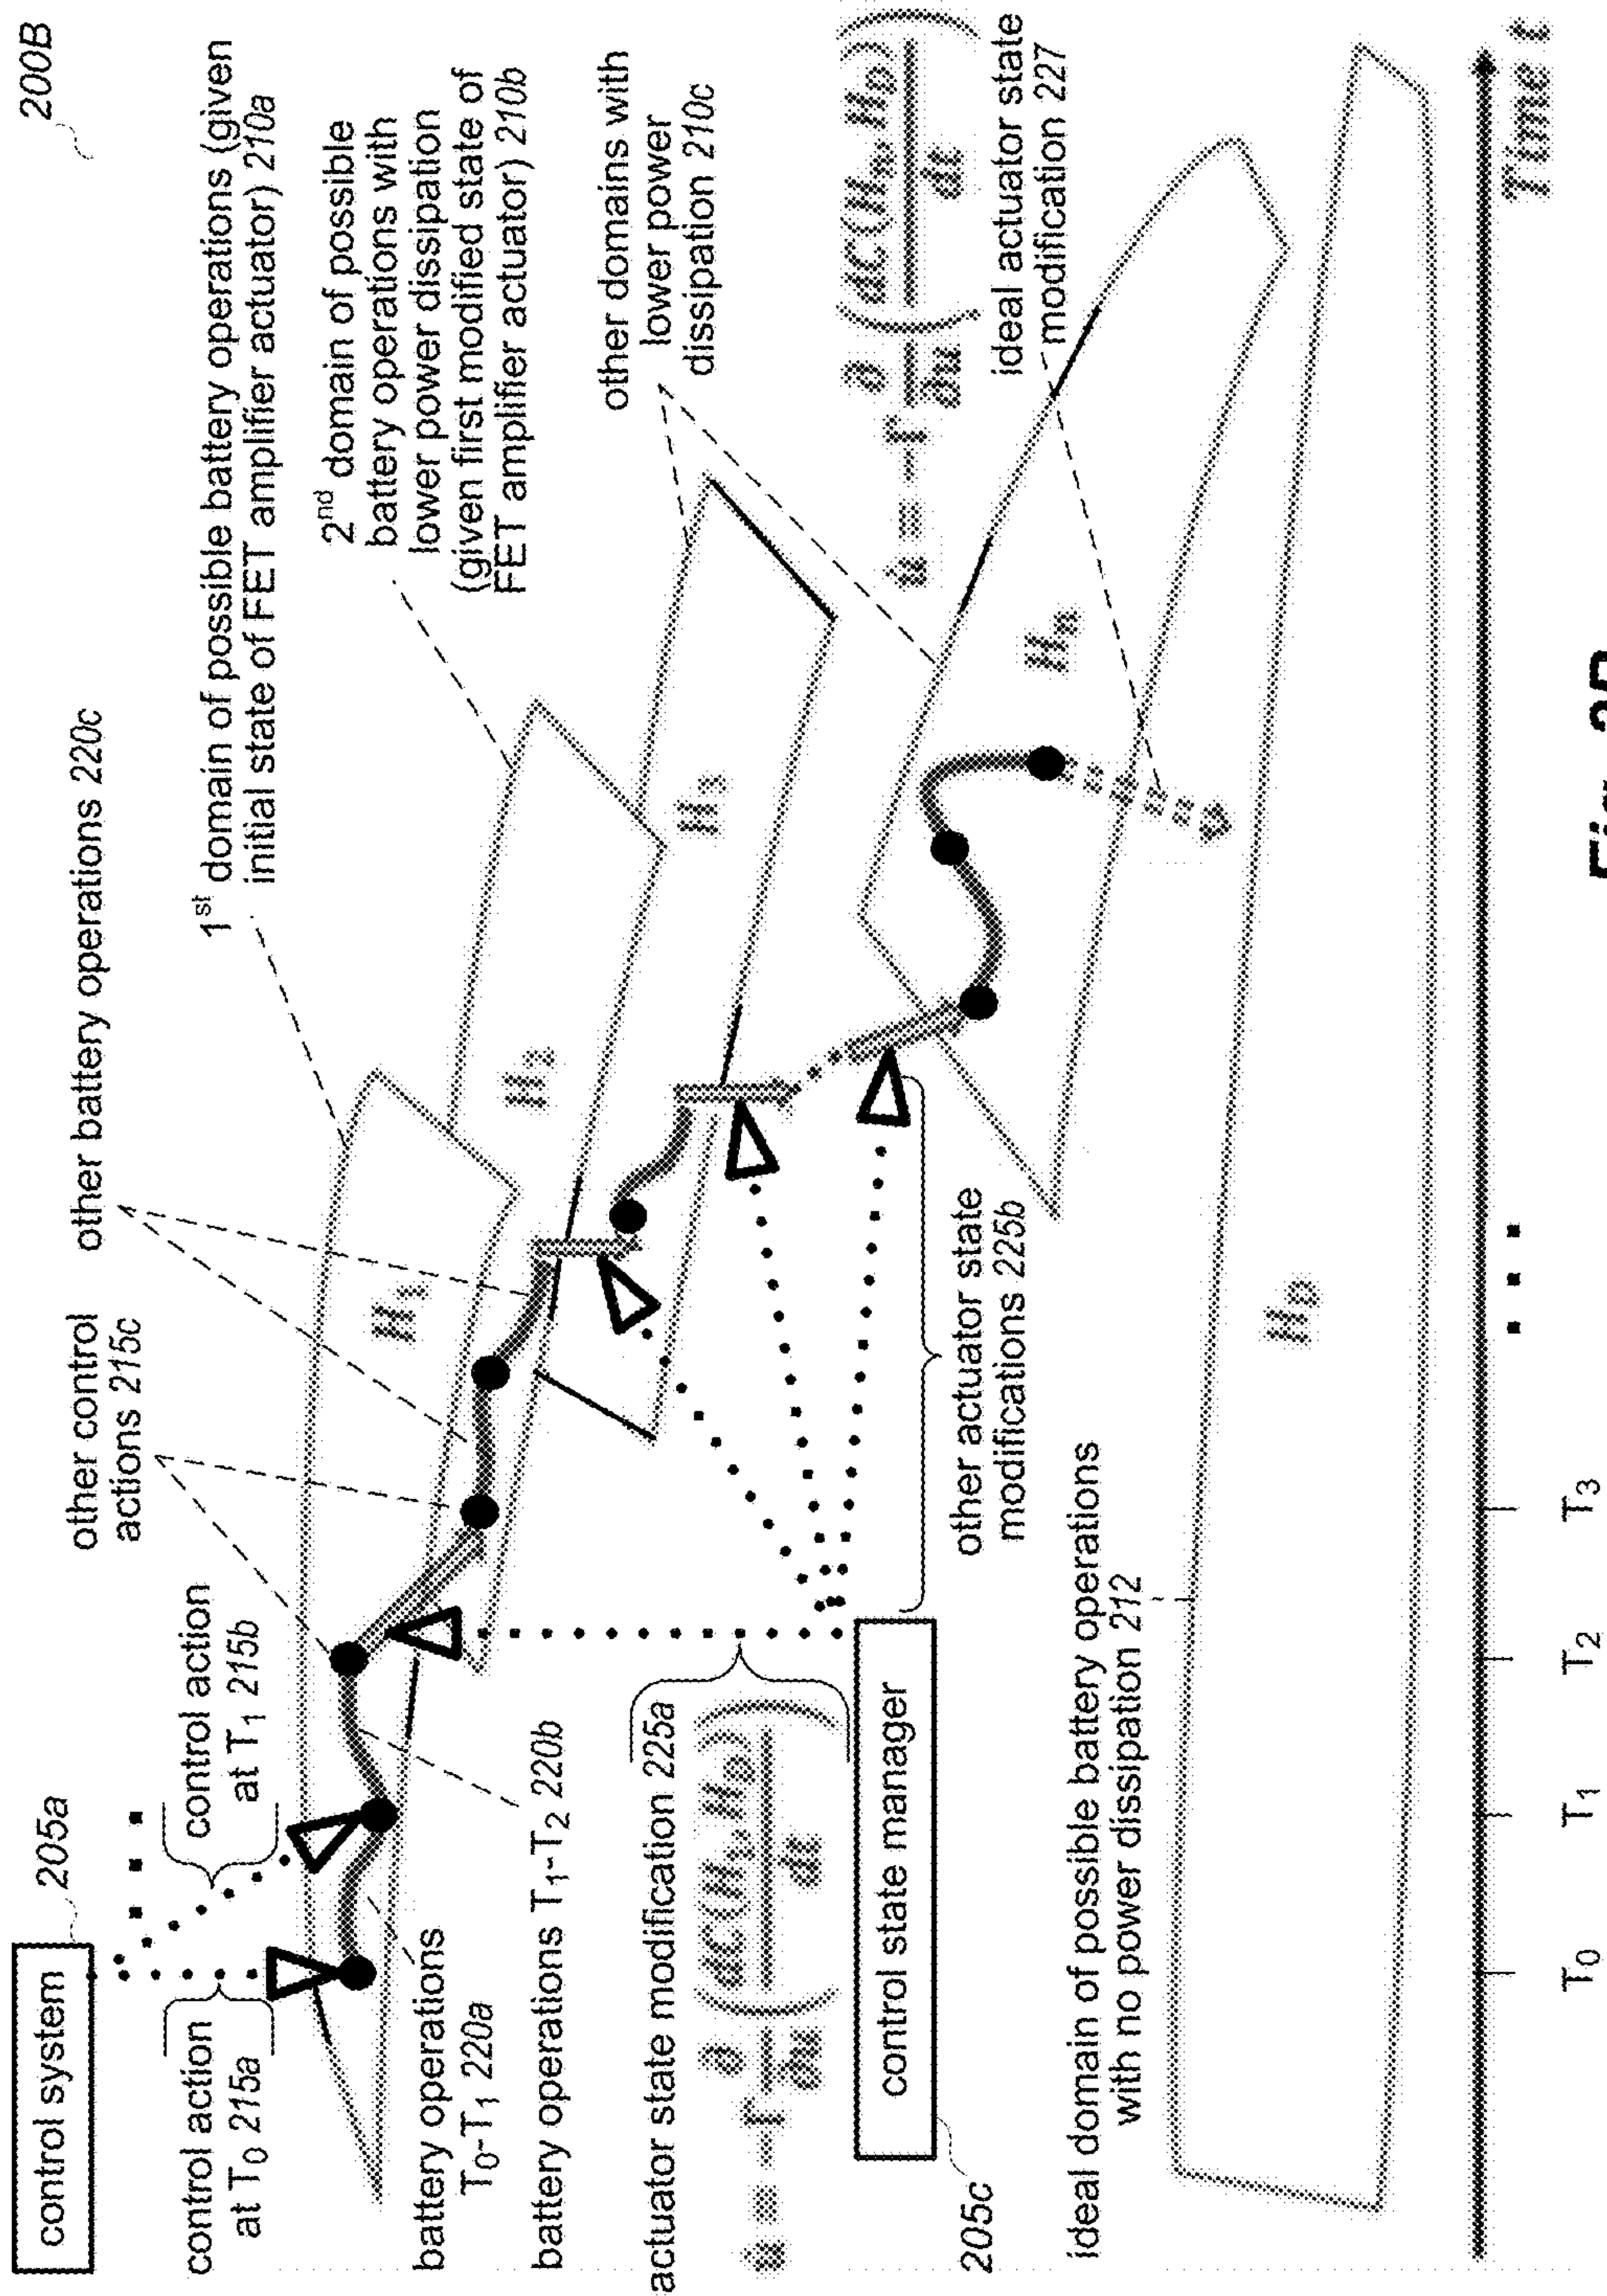 200B
control system
205a
control action
at T0 215a
control action
at T1 215b
other control
actions 215c
other battery operations 220c
1st domain of possible battery operations (given
initial state of FET amplifier actuator) 210a
2nd domain of possible
battery operations with
lower power dissipation
(given first modified state of
FET amplifier actuator) 210b
other domains with
lower power
dissipation 210c
H1
H2
H3
battery operations
T0-T1 220a
battery operations T1-T2 220b
actuator state modification 225a
control state manager
205c
other actuator state
modifications 225b
ideal actuator state
modification 227
ideal domain of possible battery operations
with no power dissipation 212
HD
T0
T1
T2
T3
Time t